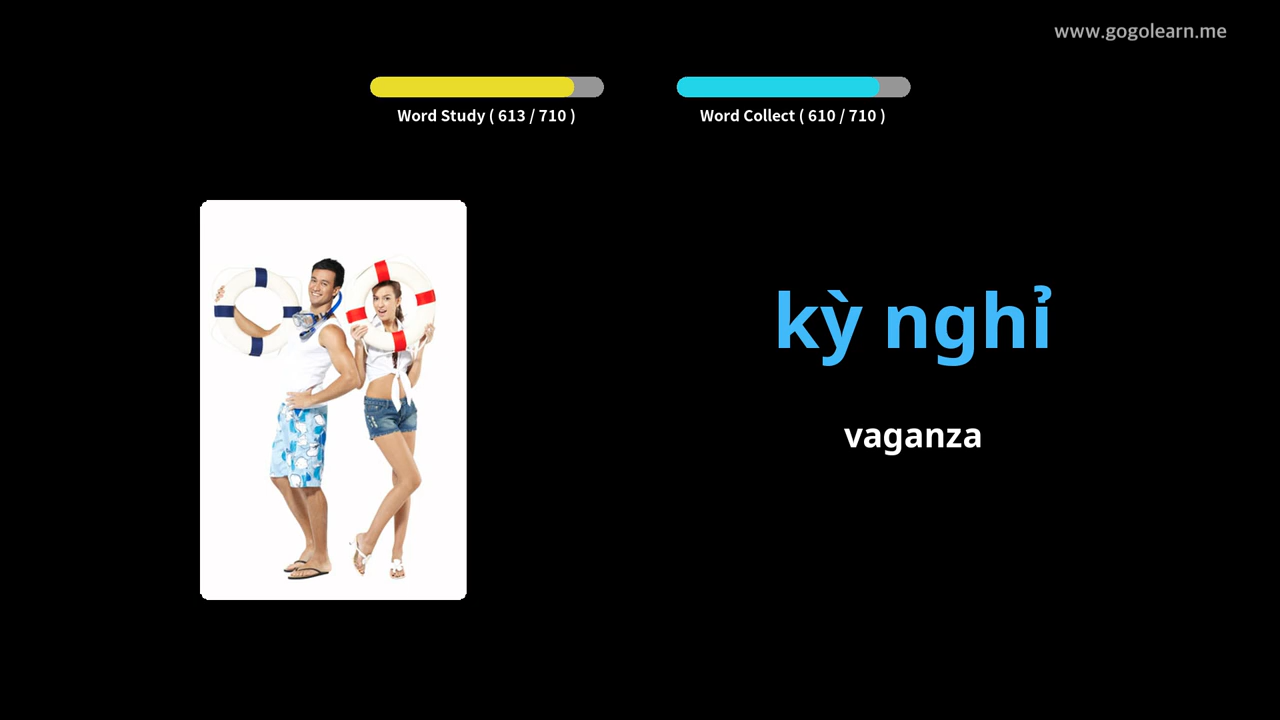 www.gogolearn.me
Word Study ( 613 / 710 )
Word Collect ( 610 / 710 )
kỳ nghỉ
vaganza